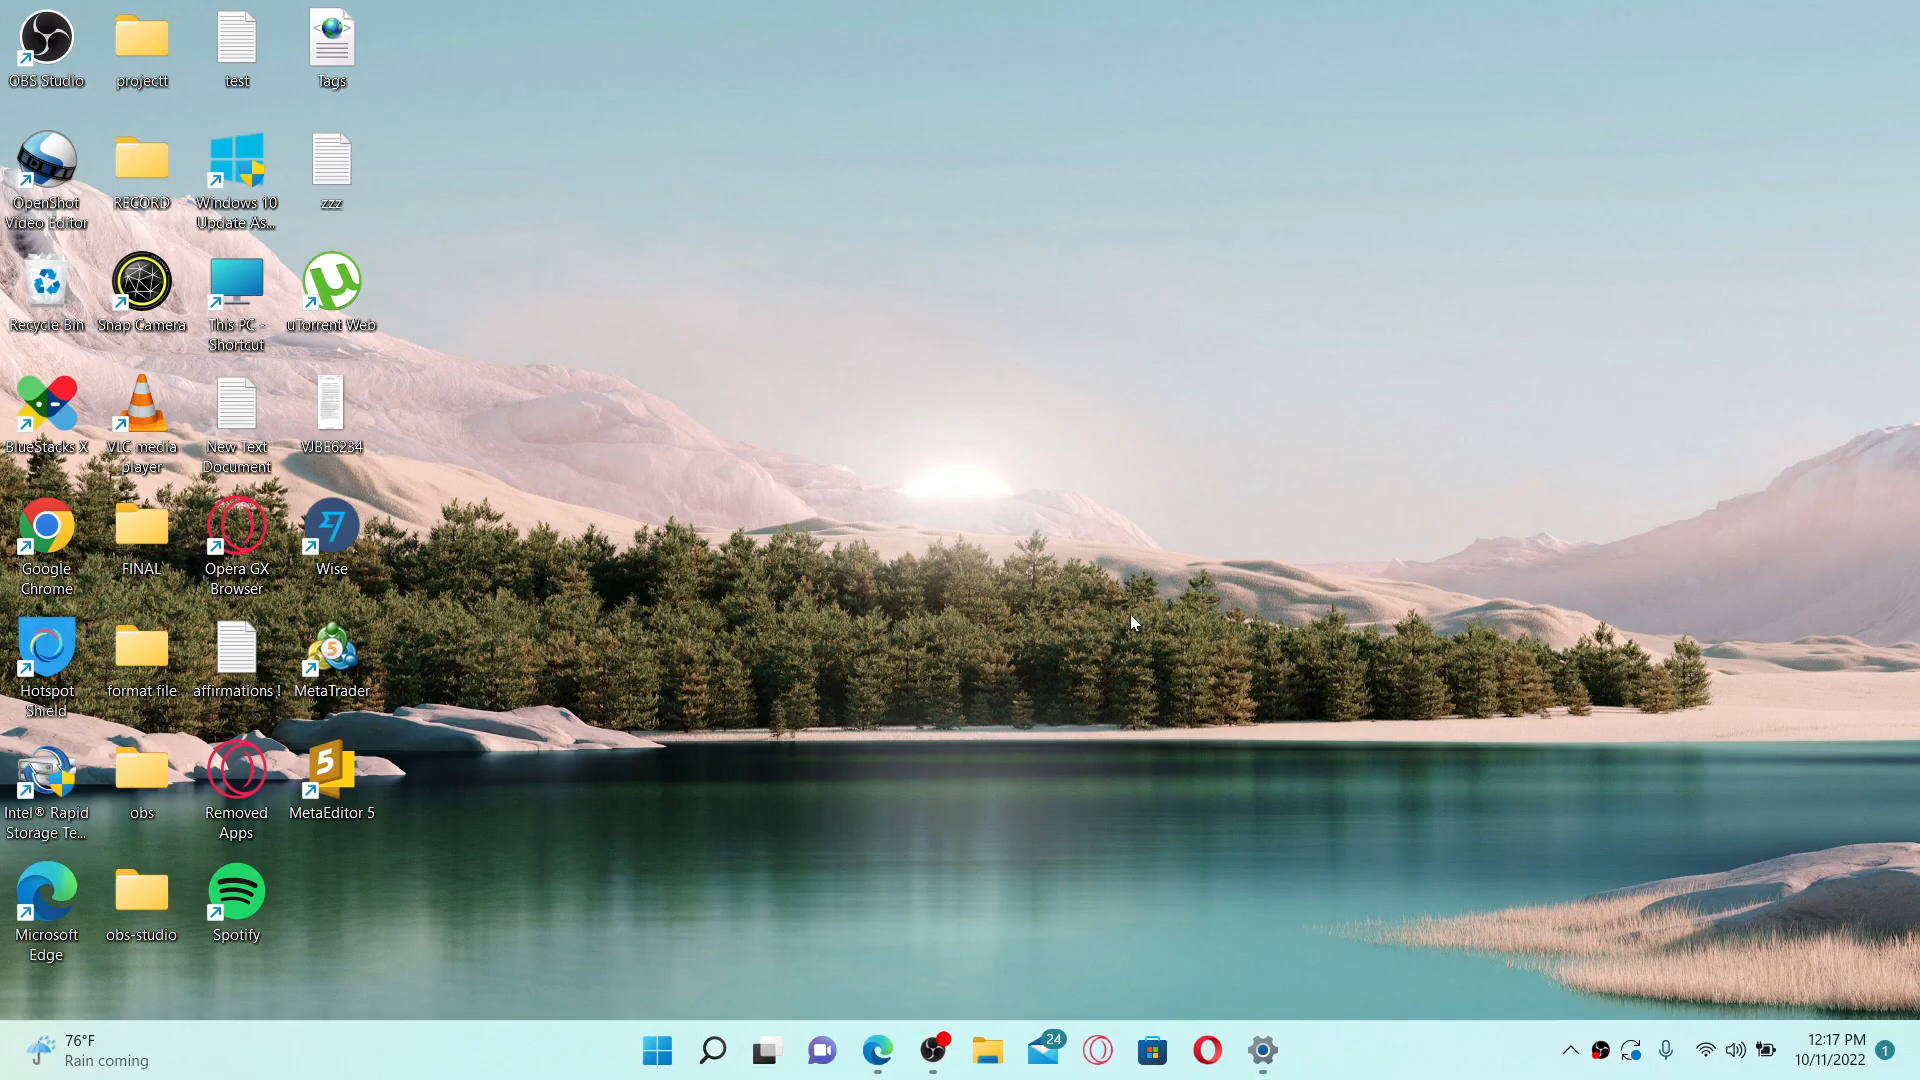 OBS Studio
projectt
test
Tags
OpenShot
Video Editor
RECORD
Windows 10
Update As...
zzz
Recycle Bin
Snap Camera
This PC -
Shortcut
uTorrent Web
BlueStacks X
VLC media
player
New Text
Document
VJBE6234
Google
Chrome
FINAL
Opera GX
Browser
Wise
Hotspot
Shield
format file
affirmations !
MetaTrader
Intel® Rapid
Storage Te...
obs
Removed
Apps
MetaEditor 5
Microsoft
Edge
obs-studio
Spotify
76°F
Rain coming
24
12:17 PM
10/11/2022
1